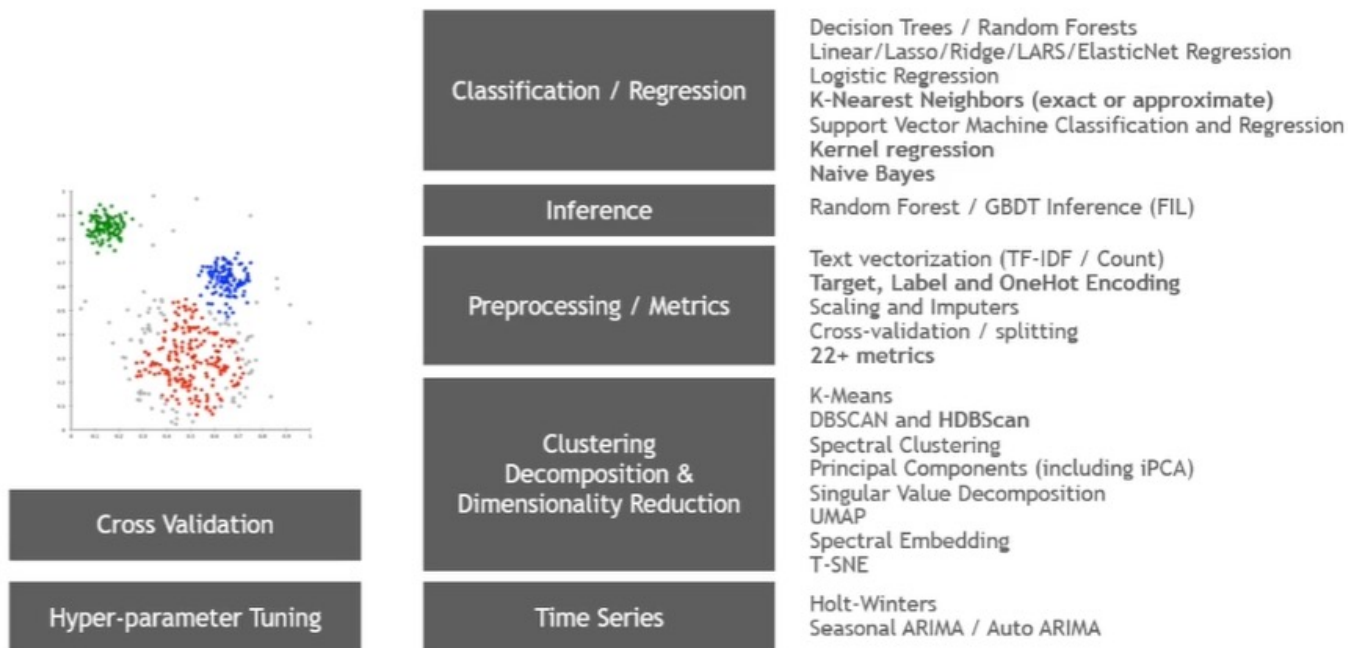 Classification / Regression
Decision Trees / Random Forests
Linear/Lasso/Ridge/LARS/ElasticNet Regression
Logistic Regression
K-Nearest Neighbors (exact or approximate)
Support Vector Machine Classification and Regression
Kernel regression
Naive Bayes
Inference
Random Forest / GBDT Inference (FIL)
Preprocessing / Metrics
Text vectorization (TF-IDF / Count)
Target, Label and OneHot Encoding
Scaling and Imputers
Cross-validation / splitting
22+ metrics
Clustering
Decomposition &
Dimensionality Reduction
K-Means
DBSCAN and HDBScan
Spectral Clustering
Principal Components (including iPCA)
Singular Value Decomposition
UMAP
Spectral Embedding
T-SNE
Time Series
Holt-Winters
Seasonal ARIMA / Auto ARIMA
Cross Validation
Hyper-parameter Tuning